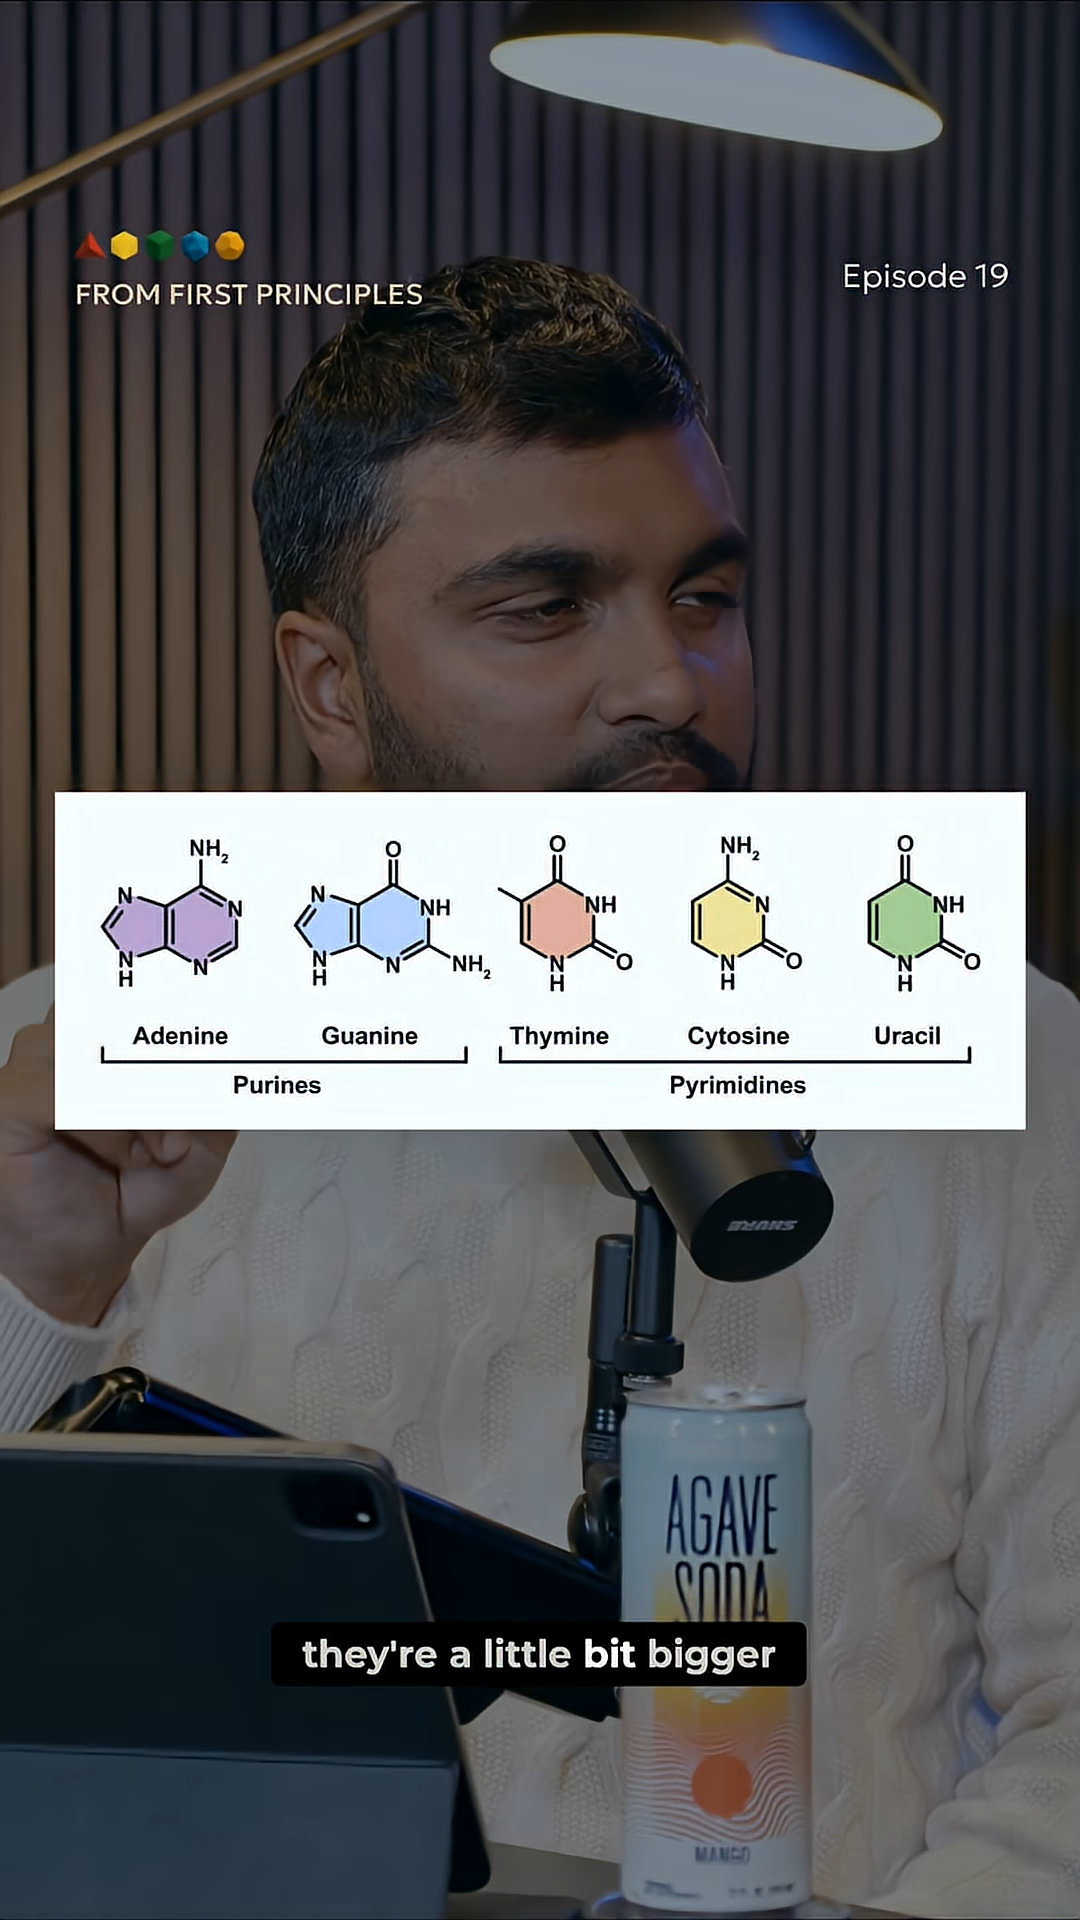 FROM FIRST PRINCIPLES
Episode 19
NH2 O O NH2 O
N N NH NH N NH
N N N N NH2 N O N O N O
H H H H H
Adenine Guanine Thymine Cytosine Uracil
Purines Pyrimidines
SHURE
AGAVE
SODA
they're a little bit bigger
MANGO